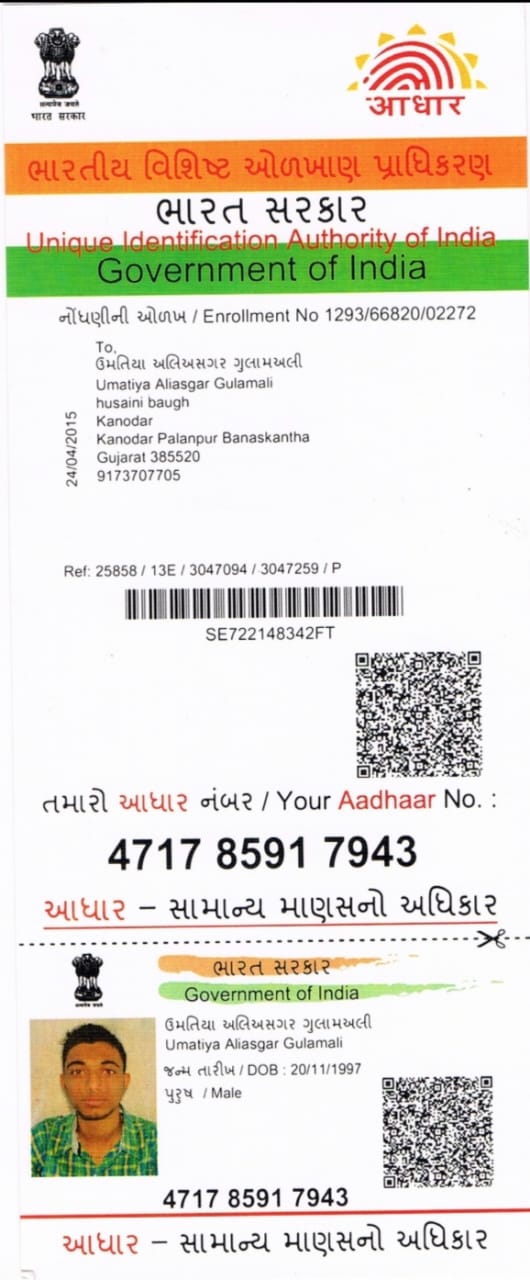 सत्यमेव जयते
भारत सरकार
आधार
ભારતીય વિશિષ્ટ ઓળખાણ પ્રાધિકરણ
ભારત સરકાર
Unique Identification Authority of India
Government of India
નોંધણીની ઓળખ / Enrollment No 1293/66820/02272
To,
ઉમતિયા અલિઅસગર ગુલામઅલી
Umatiya Aliasgar Gulamali
husaini baugh
Kanodar
Kanodar Palanpur Banaskantha
Gujarat 385520
9173707705
24/04/2015
Ref: 25858 / 13E / 3047094 / 3047259 / P
SE722148342FT
તમારો આધાર નંબર / Your Aadhaar No. :
4717 8591 7943
આધાર – સામાન્ય માણસનો અધિકાર
ભારત સરકાર
Government of India
ઉમતિયા અલિઅસગર ગુલામઅલી
Umatiya Aliasgar Gulamali
જન્મ તારીખ / DOB : 20/11/1997
પુરુષ / Male
4717 8591 7943
આધાર – સામાન્ય માણસનો અધિકાર